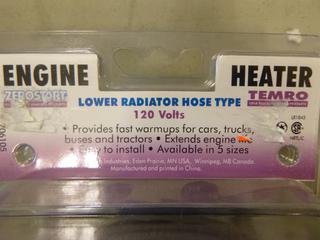 ENGINE HEATER
ZEROSTART TEMRO
LOWER RADIATOR HOSE TYPE
120 Volts
• Provides fast warmups for cars, trucks,
buses and tractors • Extends engine
• Easy to install • Available in 5 sizes
Industries, Eden Prairie, MN USA, Winnipeg, MB Canada
Manufactured and printed in China.